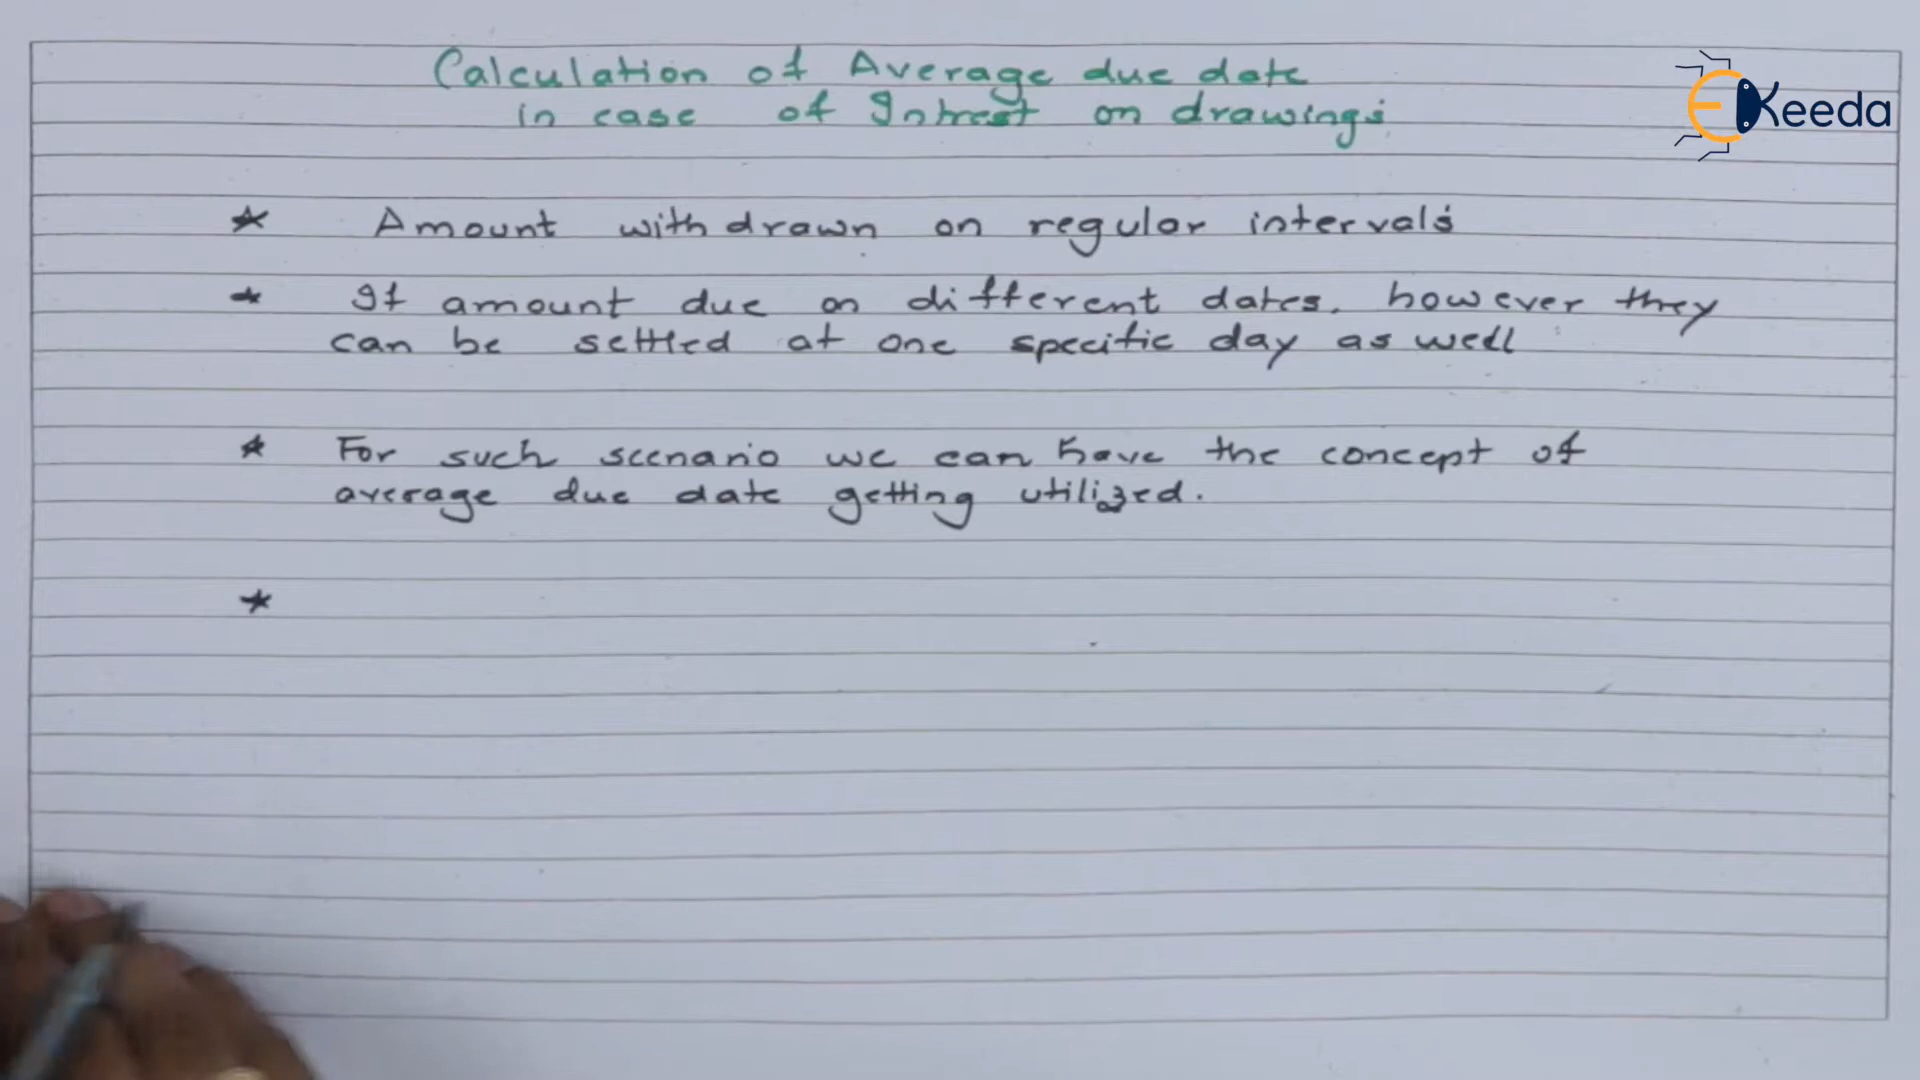 Calculation of Average due date
in case of Intrest on drawings
EKeeda
★ Amount withdrawn on regular intervals
★ If amount due on different dates. however they
can be settled at one specific day as well
★ For such scenario we can have the concept of
average due date getting utilized.
★